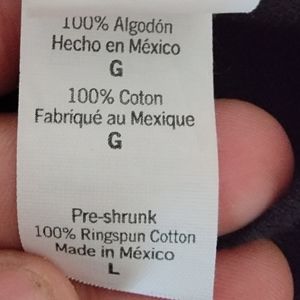 100% Algodón
Hecho en México
G
100% Coton
Fabriqué au Mexique
G
Pre-shrunk
100% Ringspun Cotton
Made in México
L